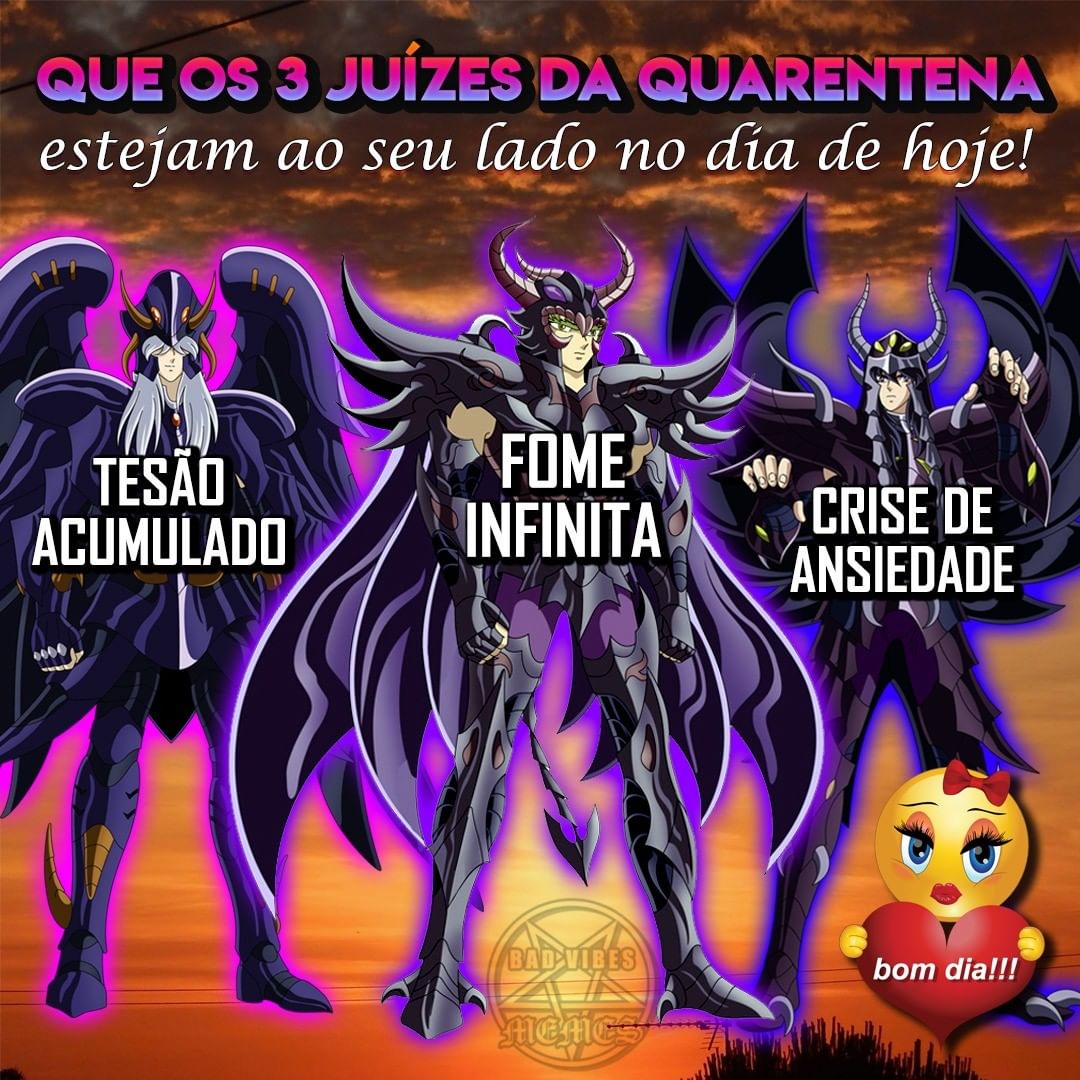 QUE OS 3 JUÍZES DA QUARENTENA
estejam ao seu lado no dia de hoje!
TESÃO
ACUMULADO
FOME
INFINITA
CRISE DE
ANSIEDADE
bom dia!!!
BAD VIBES
MEMES